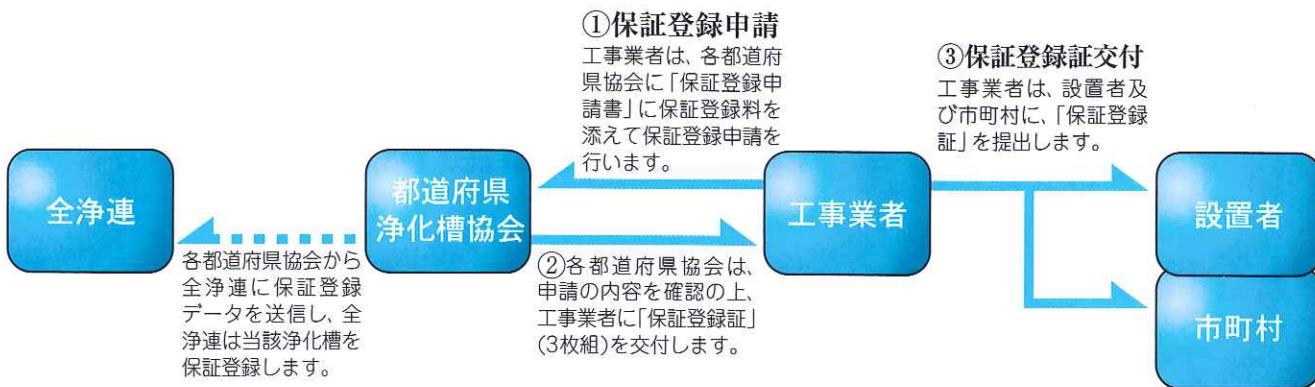 ①保証登録申請
工事業者は、各都道府
県協会に「保証登録申
請書」に保証登録料を
添えて保証登録申請を
行います。
③保証登録証交付
工事業者は、設置者及
び市町村に、「保証登録
証」を提出します。
全浄連
都道府県
浄化槽協会
工事業者
設置者
市町村
各都道府県協会から
全浄連に保証登録
データを送信し、全
浄連は当該浄化槽を
保証登録します。
②各都道府県協会は、
申請の内容を確認の上、
工事業者に「保証登録証」
(3枚組)を交付します。